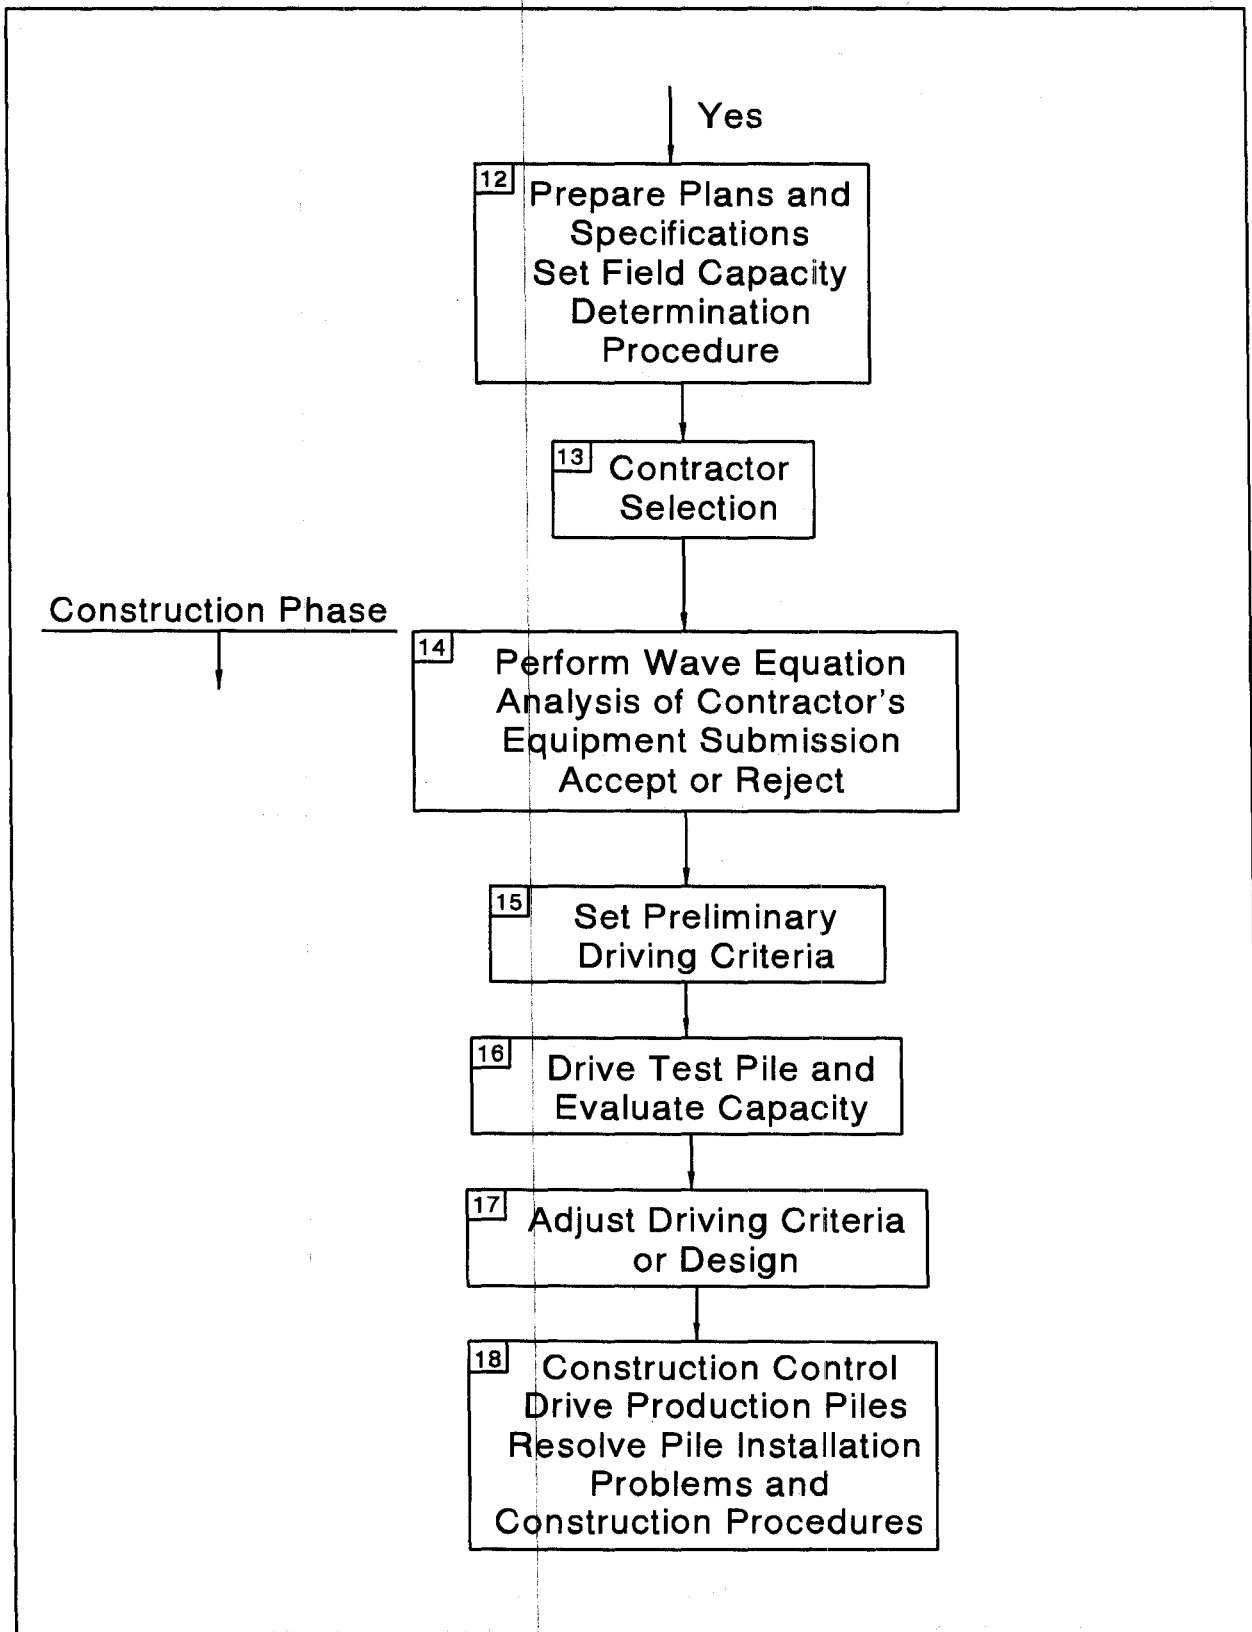 Yes
12
Prepare Plans and
Specifications
Set Field Capacity
Determination
Procedure
13
Contractor
Selection
Construction Phase
14
Perform Wave Equation
Analysis of Contractor's
Equipment Submission
Accept or Reject
15
Set Preliminary
Driving Criteria
16
Drive Test Pile and
Evaluate Capacity
17
Adjust Driving Criteria
or Design
18
Construction Control
Drive Production Piles
Resolve Pile Installation
Problems and
Construction Procedures